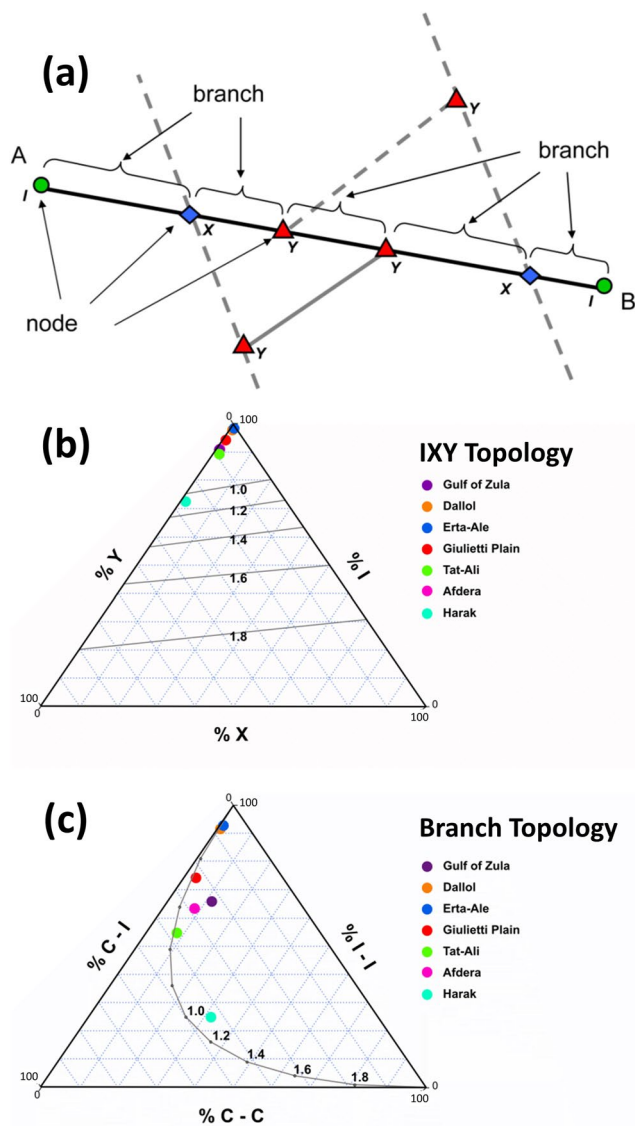 (a)
branch
Y
A
branch
I
X
Y
Y
X
I
B
node
Y
(b)
0 100
IXY Topology
Gulf of Zula
Dallol
Erta-Ale
Giulietti Plain
Tat-Ali
Afdera
Harak
1.0
1.2
1.4
1.6
1.8
% Y
% I
100
0
100
0
% X
(c)
0 100
Branch Topology
Gulf of Zula
Dallol
Erta-Ale
Giulietti Plain
Tat-Ali
Afdera
Harak
% C - I
% I - I
1.0
1.2
1.4
1.6
1.8
100
0
100
0
% C - C